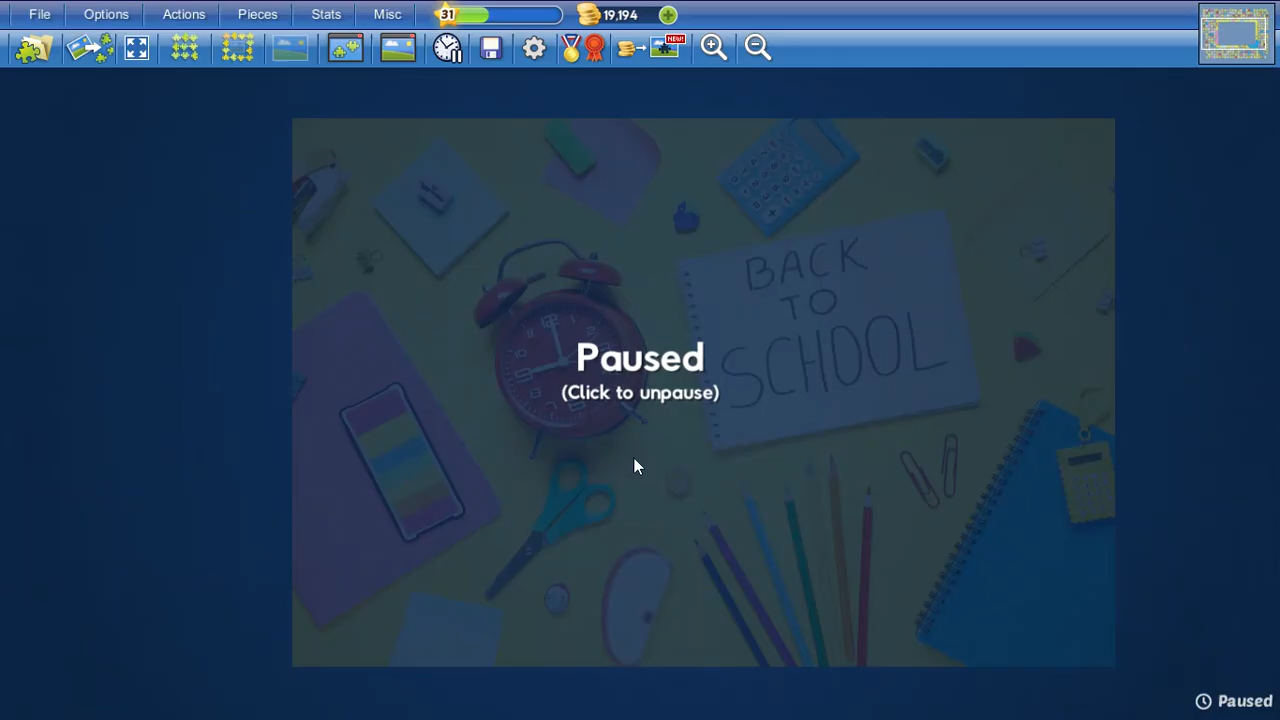 File Options Actions Pieces Stats Misc 31 19,194
NEW!
BACK
TO
SCHOOL
Paused
(Click to unpause)
Paused